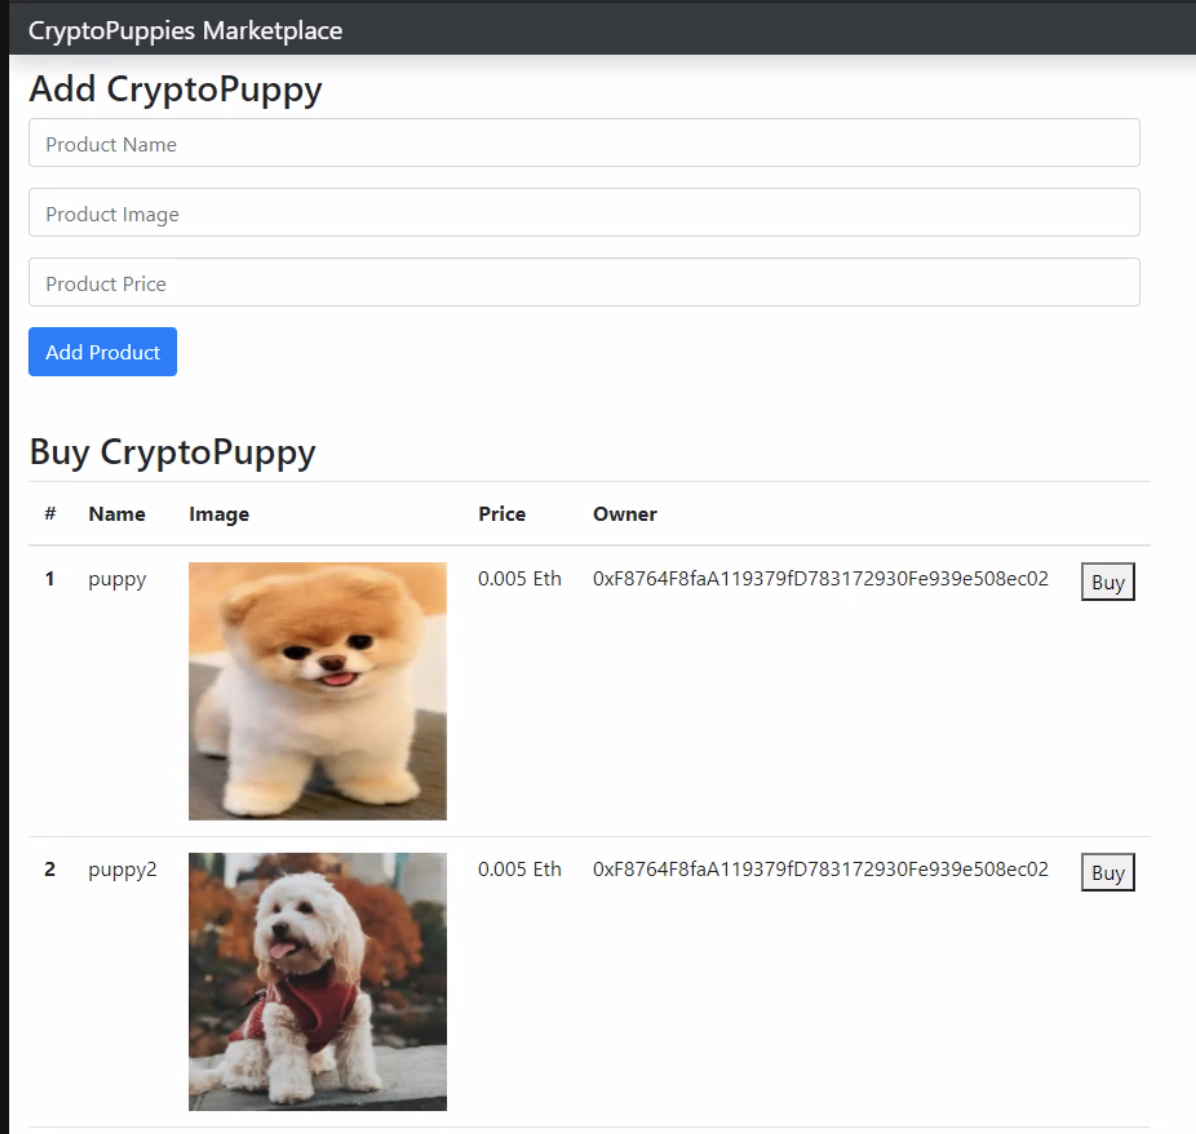 CryptoPuppies Marketplace
Add CryptoPuppy
Product Name
Product Image
Product Price
Add Product
Buy CryptoPuppy
# Name Image Price Owner
1 puppy 0.005 Eth 0xF8764F8faA119379fD783172930Fe939e508ec02 Buy
2 puppy2 0.005 Eth 0xF8764F8faA119379fD783172930Fe939e508ec02 Buy